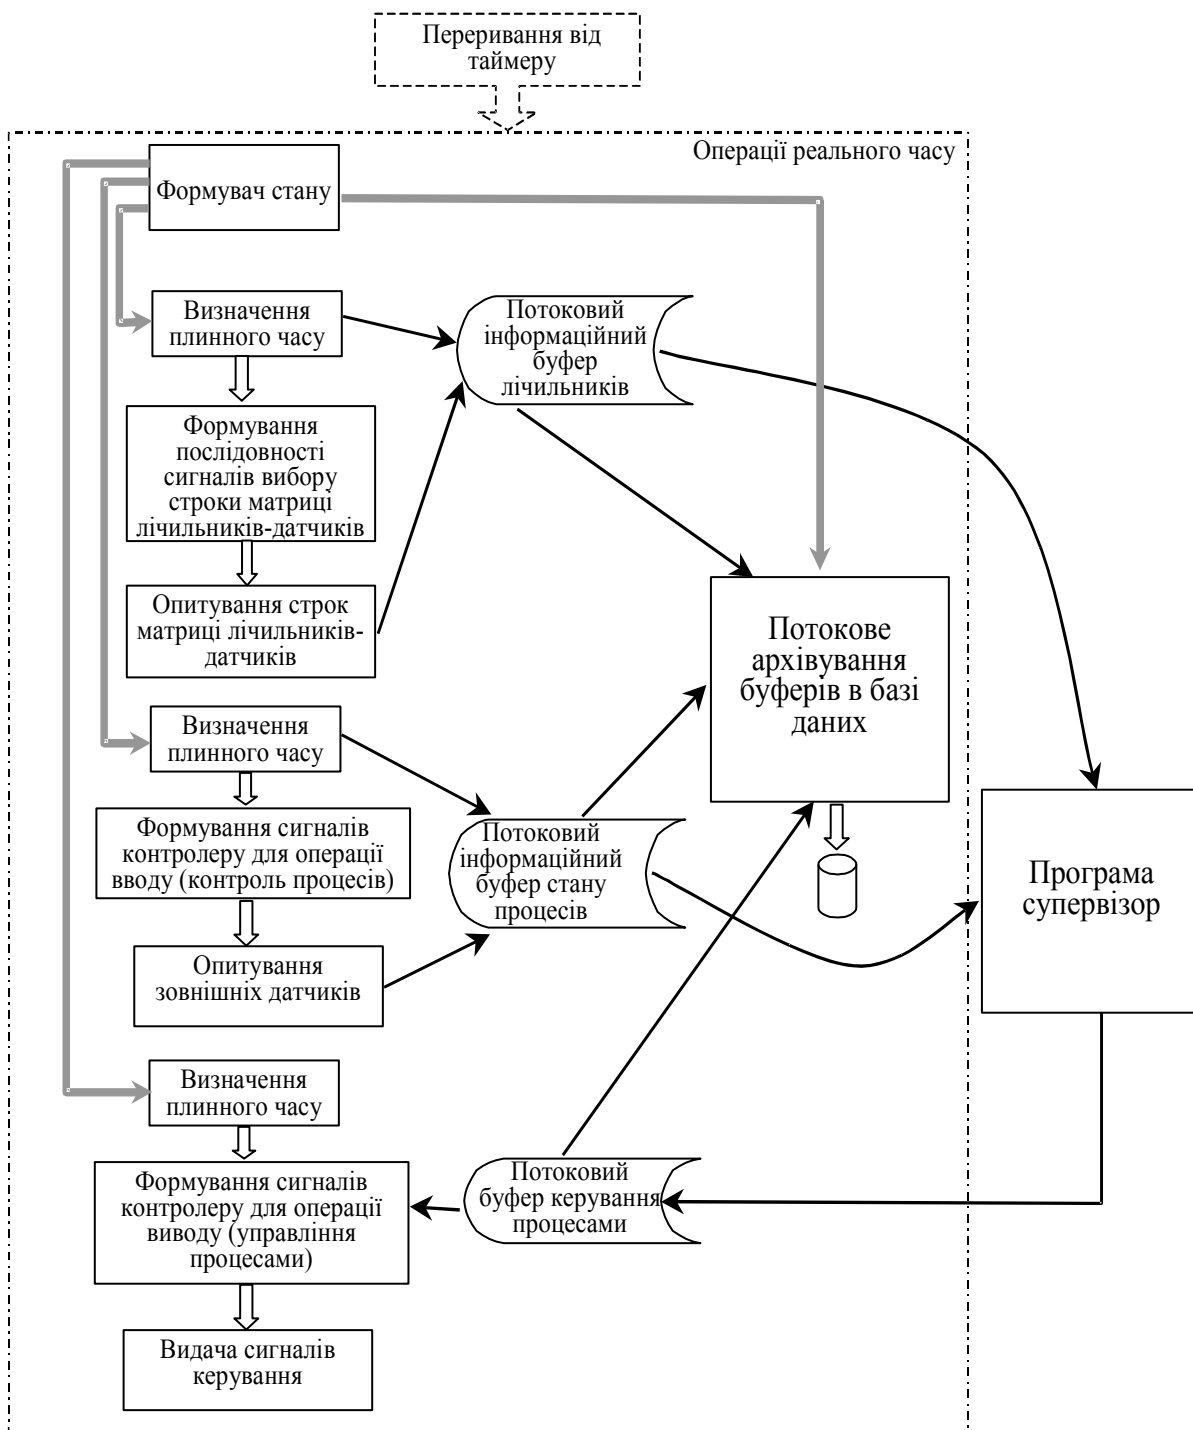 Переривання від
таймеру
Операції реального часу
Формувач стану
Визначення
плинного часу
Потоковий
інформаційний
буфер
лічильників
Формування
послідовності
сигналів вибору
строки матриці
лічильників-датчиків
Опитування строк
матриці лічильників-
датчиків
Потокове
архівування
буферів в базі
даних
Визначення
плинного часу
Формування сигналів
контролеру для операції
вводу (контроль процесів)
Потоковий
інформаційний
буфер стану
процесів
Програма
супервізор
Опитування
зовнішніх датчиків
Визначення
плинного часу
Формування сигналів
контролеру для операції
виводу (управління
процесами)
Потоковий
буфер керування
процесами
Видача сигналів
керування